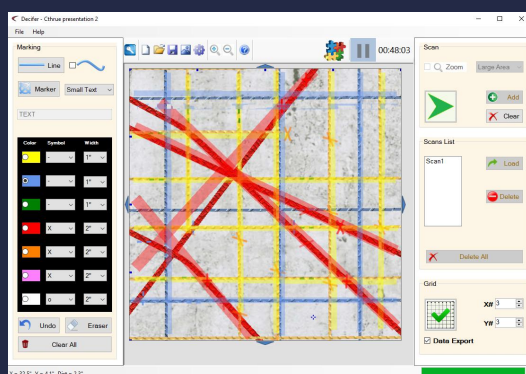 Decifer - Cthrue presentation 2
File Help
Marking
Line
Marker
Small Text
TEXT
Color Symbol Width
- 1"
- 1"
- 1"
X 2"
X 2"
X 2"
o 2"
Undo
Eraser
Clear All
00:48:03
Scan
Zoom
Large Area
Add
Clear
Scans List
Scan1
Load
Delete
Delete All
Grid
X# 3
Y# 3
Data Export